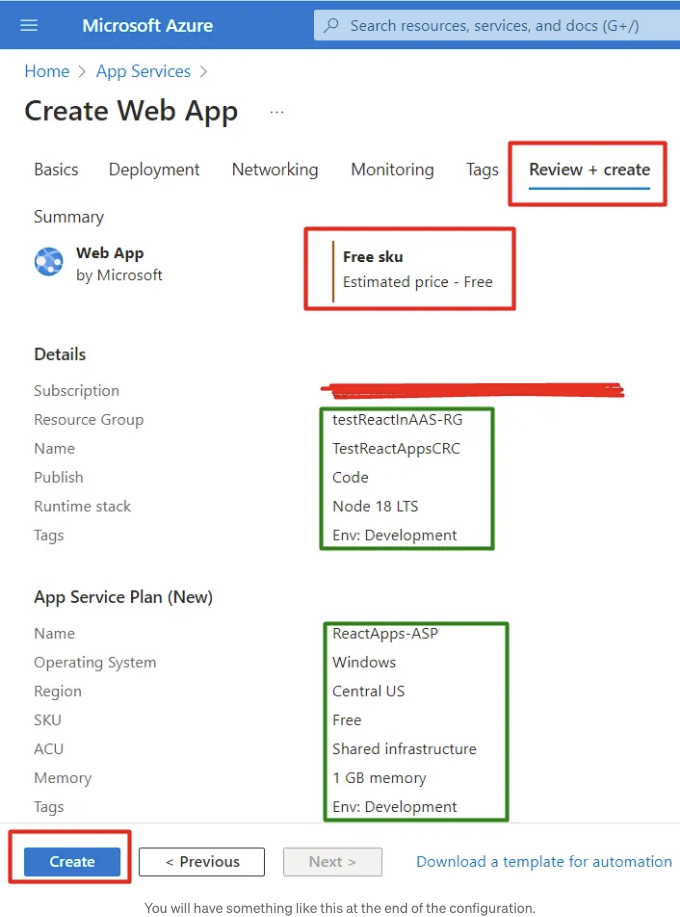 Microsoft Azure
Search resources, services, and docs (G+/)
Home > App Services >
Create Web App ...
Basics Deployment Networking Monitoring Tags Review + create
Summary
Web App
by Microsoft
Free sku
Estimated price - Free
Details
Subscription
Resource Group testReactInAAS-RG
Name TestReactAppsCRC
Publish Code
Runtime stack Node 18 LTS
Tags Env: Development
App Service Plan (New)
Name ReactApps-ASP
Operating System Windows
Region Central US
SKU Free
ACU Shared infrastructure
Memory 1 GB memory
Tags Env: Development
Create < Previous Next > Download a template for automation
You will have something like this at the end of the configuration.